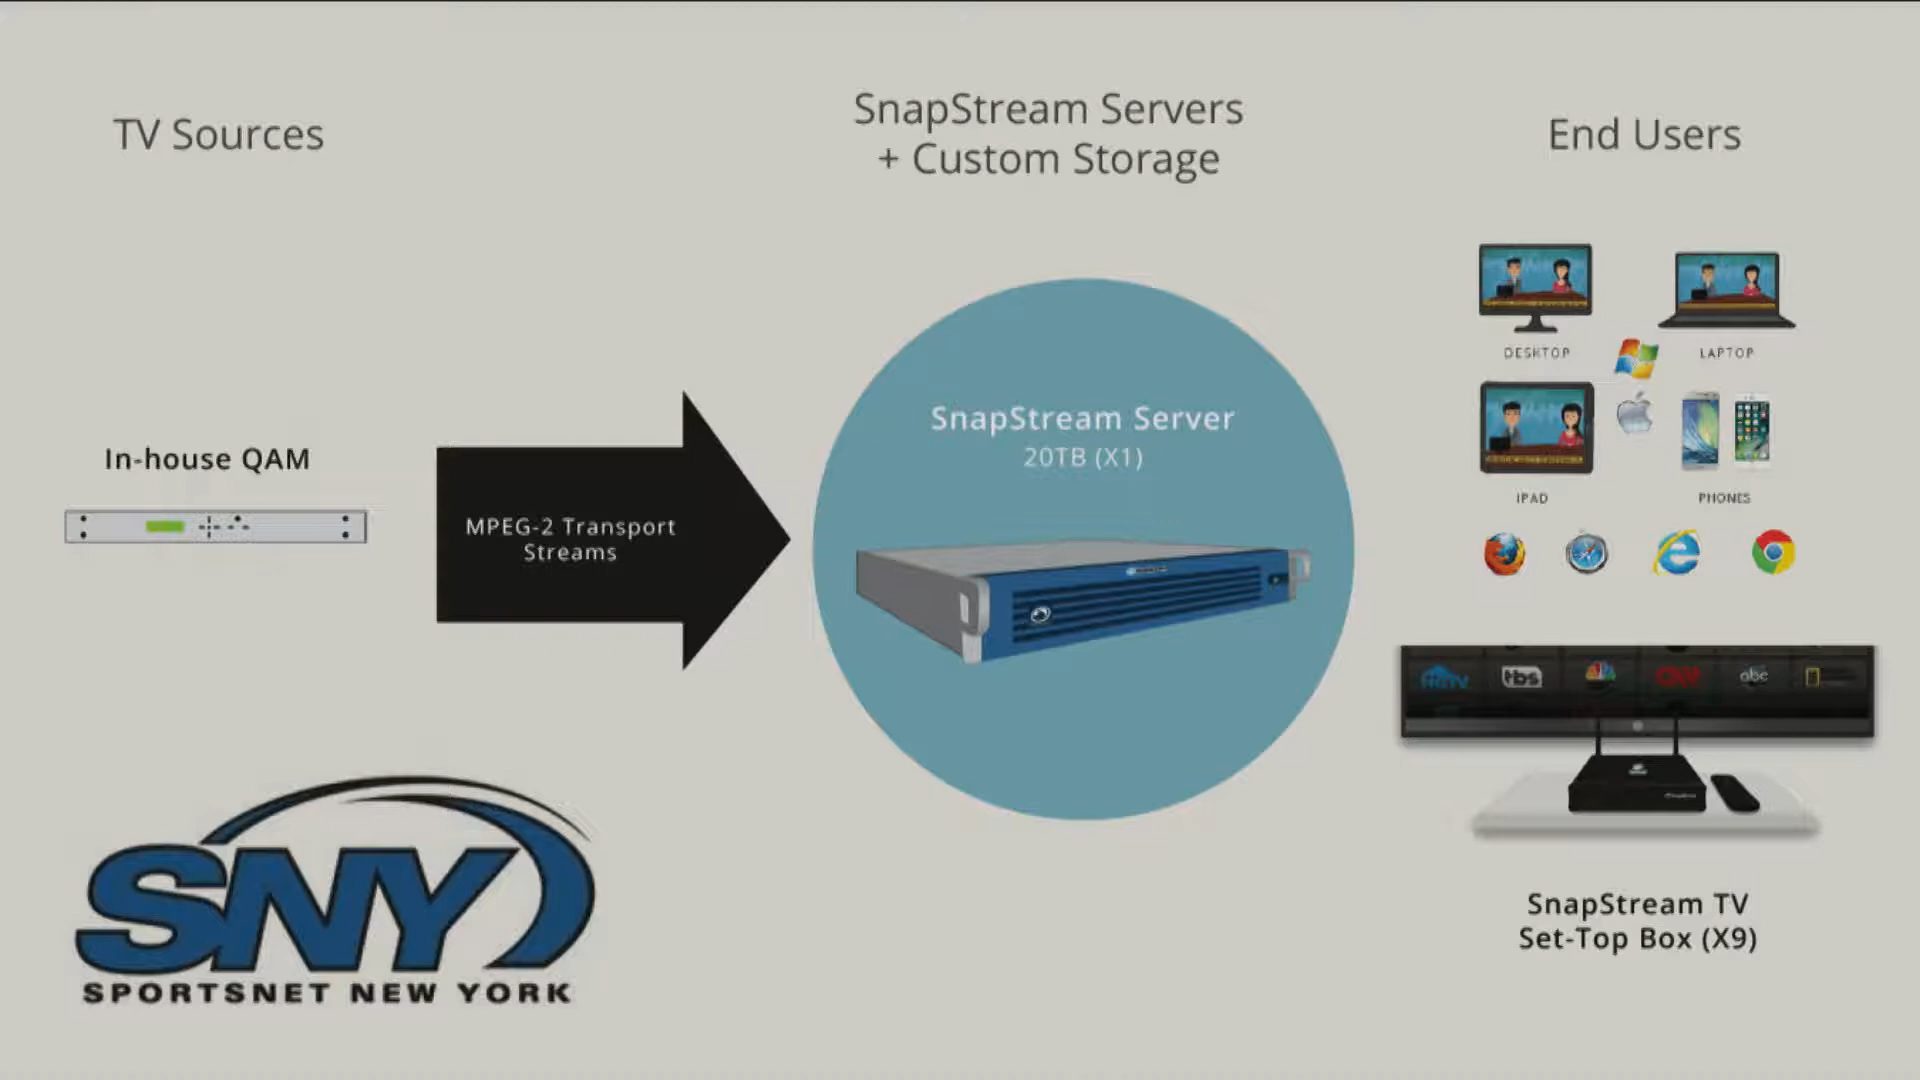 TV Sources
SnapStream Servers
+ Custom Storage
End Users
In-house QAM
MPEG-2 Transport
Streams
SnapStream Server
20TB (X1)
DESKTOP
LAPTOP
IPAD
PHONES
tbs
abc
SNY
SPORTSNET NEW YORK
SnapStream TV
Set-Top Box (X9)